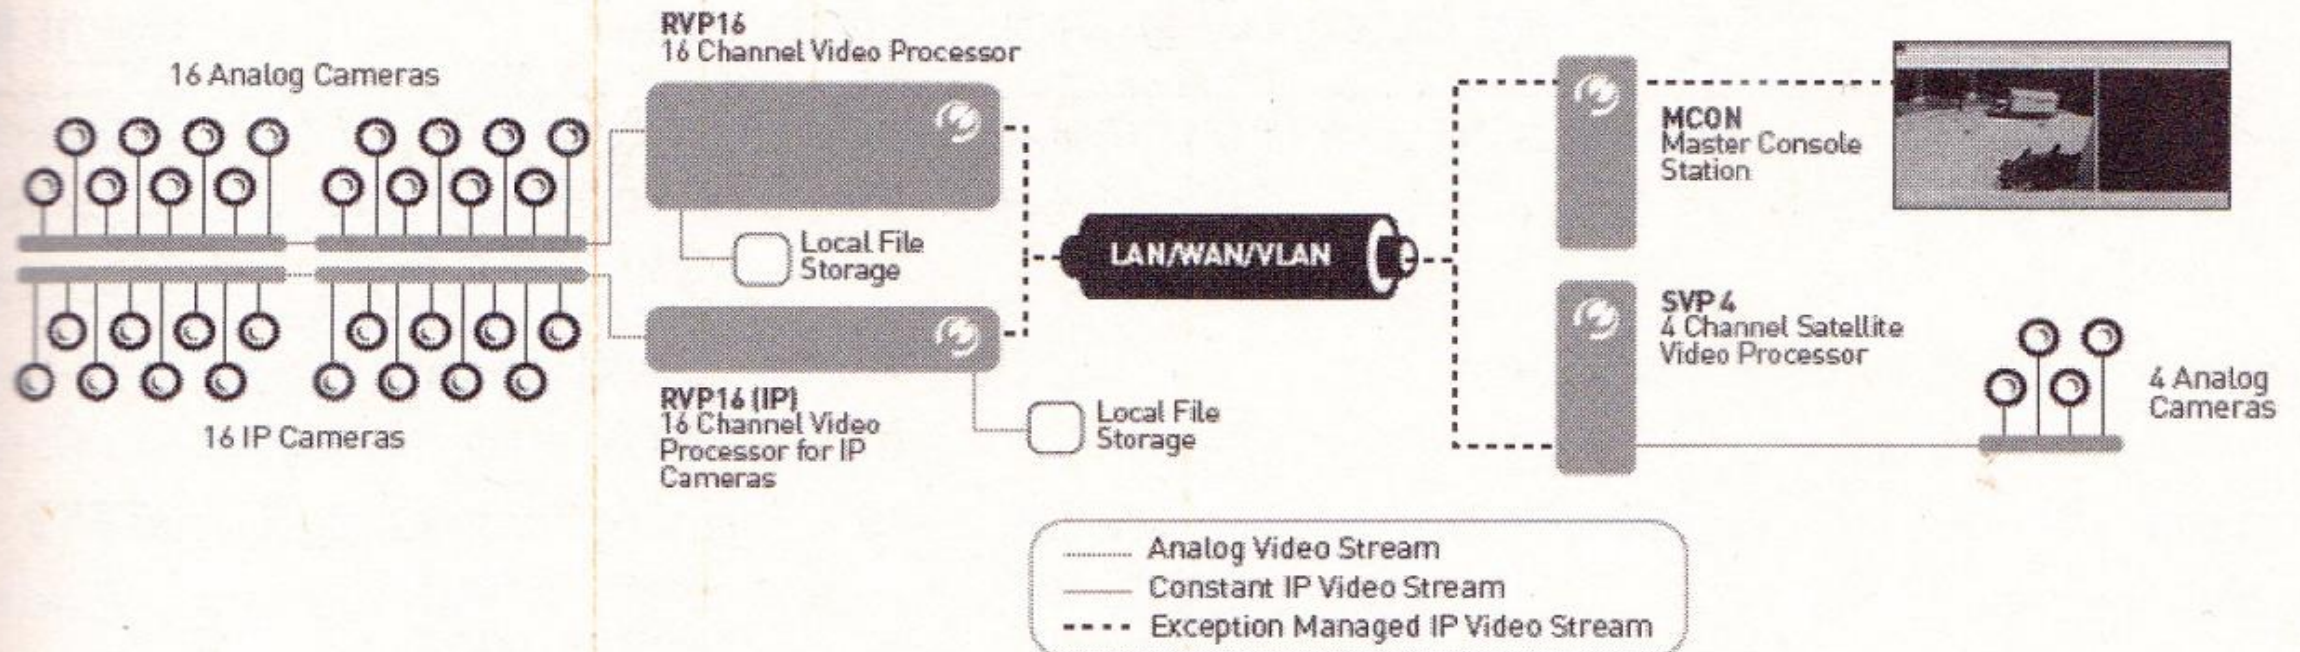 RVP16
16 Channel Video Processor
16 Analog Cameras
MCON
Master Console
Station
Local File
Storage
LAN/WAN/VLAN
SVP 4
4 Channel Satellite
Video Processor
4 Analog
Cameras
RVP16 (IP)
16 Channel Video
Processor for IP
Cameras
16 IP Cameras
Local File
Storage
Analog Video Stream
Constant IP Video Stream
Exception Managed IP Video Stream